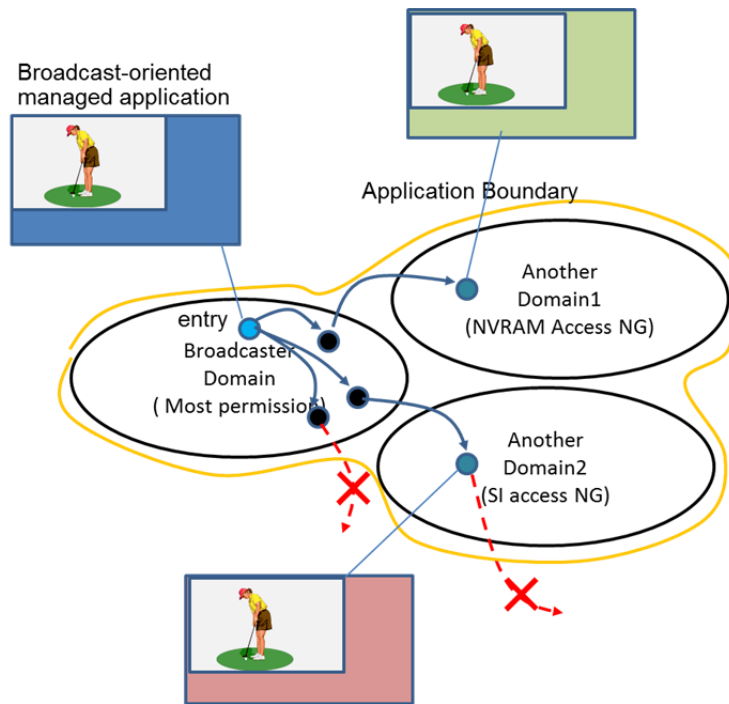 Broadcast-oriented
managed application
Application Boundary
entry
Broadcaster
Domain
( Most permission)
Another
Domain1
(NVRAM Access NG)
Another
Domain2
(SI access NG)